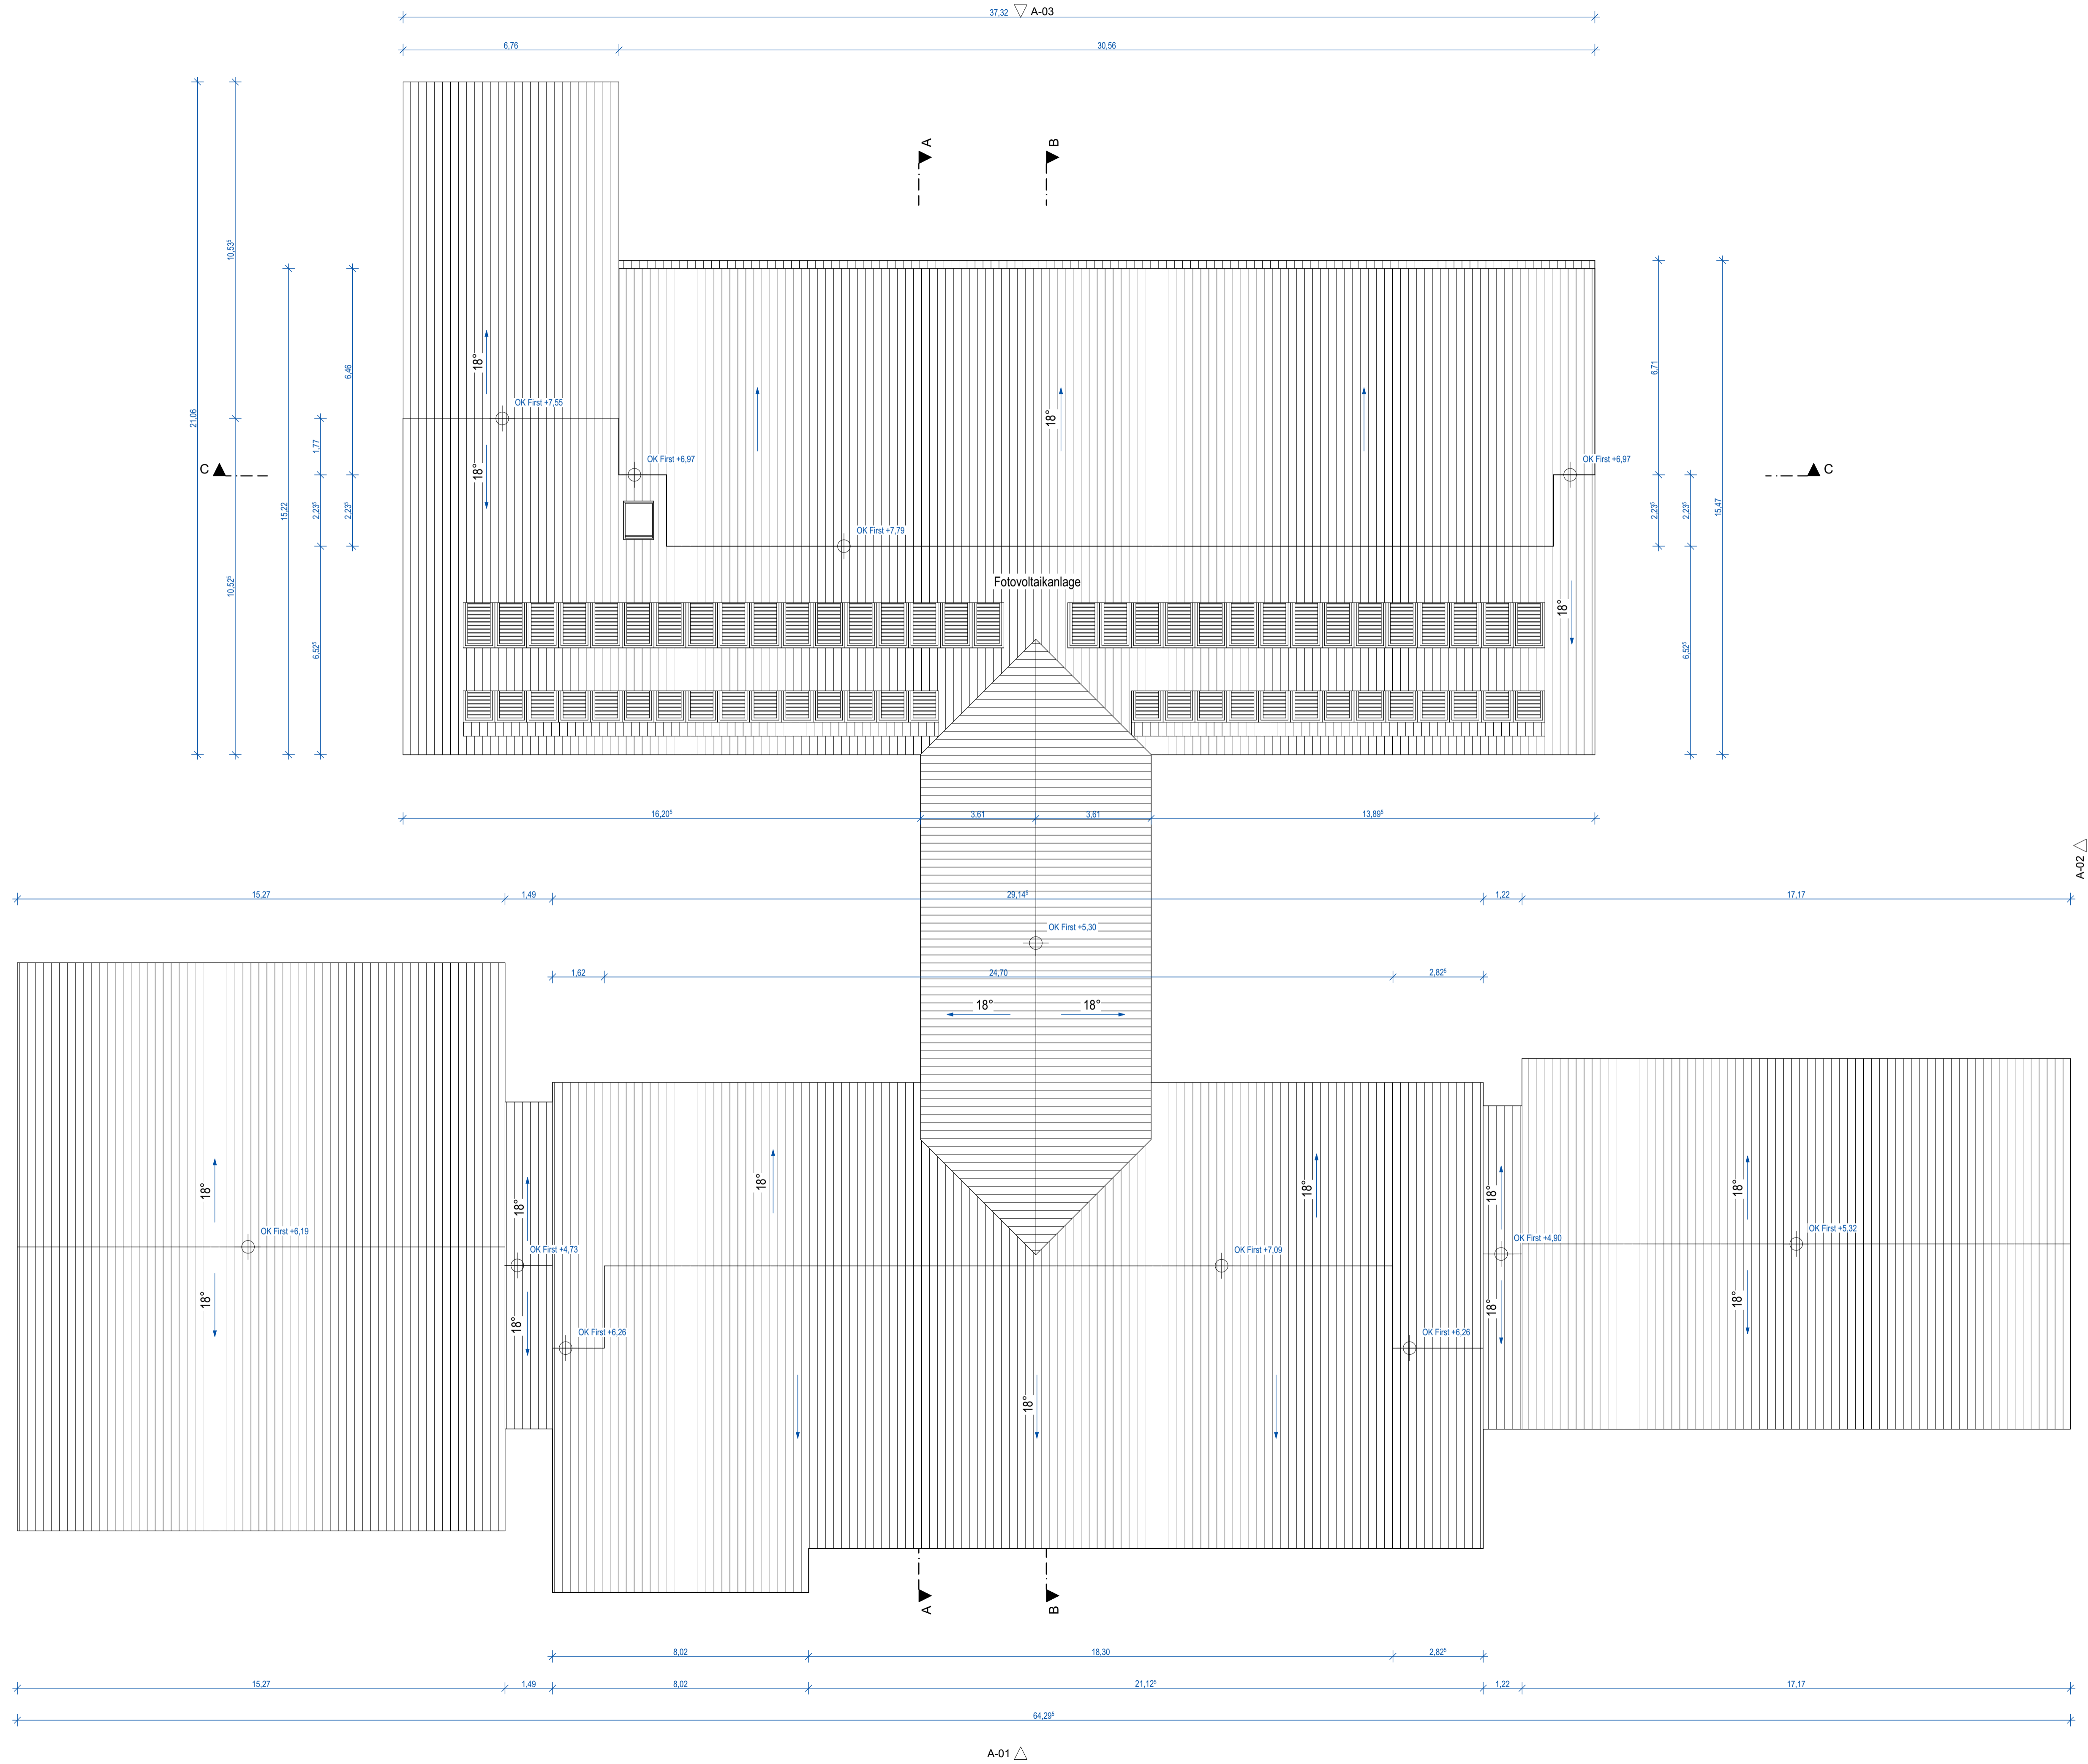 37,32
A-03
6,76
30,56
A
B
10,53⁵
6,46
6,71
21,06
OK First +7,55
18°
18°
18°
1,77
C
OK First +6,97
OK First +6,97
C
15,22
2,23⁵
2,23⁵
2,23⁵
2,23⁵
15,47
OK First +7,79
10,52⁵
Fotovoltaikanlage
18°
6,52⁵
6,52⁵
16,20⁵
3,61
3,61
13,89⁵
A-02
15,27
1,49
29,14⁵
1,22
17,17
OK First +5,30
1,62
24,70
2,82⁵
18°
18°
18°
18°
18°
18°
18°
18°
OK First +6,19
OK First +4,73
OK First +7,09
OK First +4,90
OK First +5,32
18°
18°
18°
18°
OK First +6,26
OK First +6,26
18°
A
B
8,02
18,30
2,82⁵
15,27
1,49
8,02
21,12⁵
1,22
17,17
64,29⁵
A-01